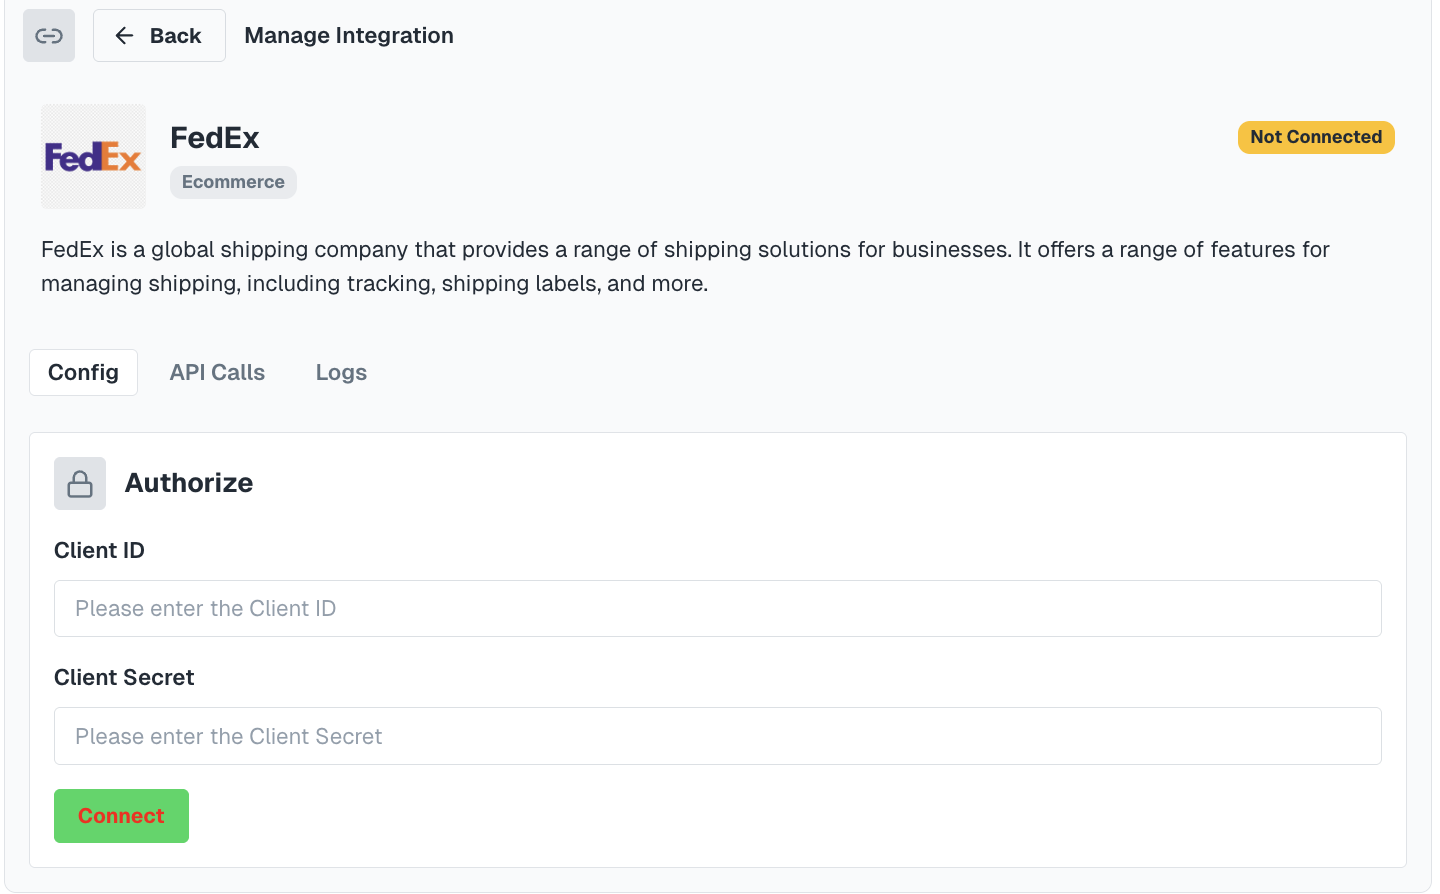 Back
Manage Integration
FedEx
FedEx
Not Connected
Ecommerce
FedEx is a global shipping company that provides a range of shipping solutions for businesses. It offers a range of features for
managing shipping, including tracking, shipping labels, and more.
Config
API Calls
Logs
Authorize
Client ID
Please enter the Client ID
Client Secret
Please enter the Client Secret
Connect